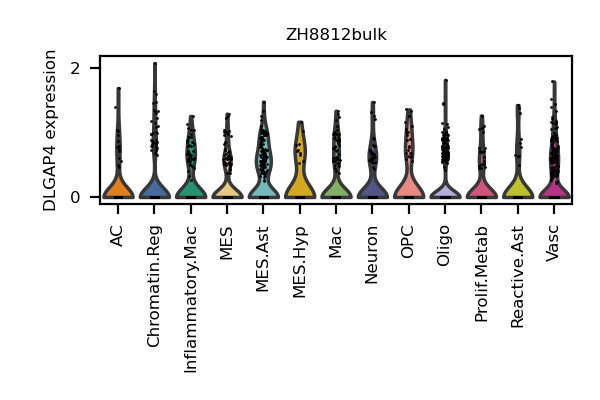 ZH8812bulk
DLGAP4 expression
2
0
AC
Chromatin.Reg
Inflammatory.Mac
MES
MES.Ast
MES.Hyp
Mac
Neuron
OPC
Oligo
Prolif.Metab
Reactive.Ast
Vasc